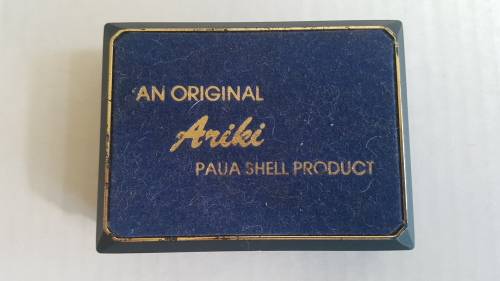 AN ORIGINAL
Ariki
PAUA SHELL PRODUCT